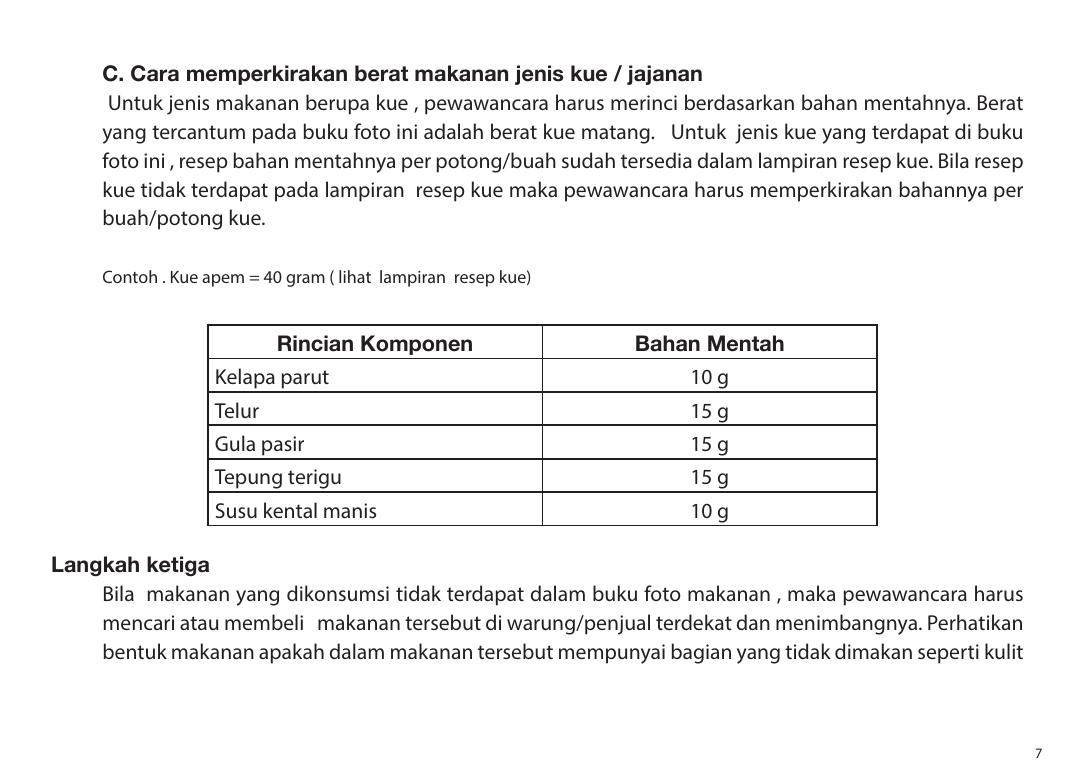 C. Cara memperkirakan berat makanan jenis kue / jajanan
Untuk jenis makanan berupa kue , pewawancara harus merinci berdasarkan bahan mentahnya. Berat
yang tercantum pada buku foto ini adalah berat kue matang. Untuk jenis kue yang terdapat di buku
foto ini , resep bahan mentahnya per potong/buah sudah tersedia dalam lampiran resep kue. Bila resep
kue tidak terdapat pada lampiran resep kue maka pewawancara harus memperkirakan bahannya per
buah/potong kue.
Contoh . Kue apem = 40 gram ( lihat lampiran resep kue)
Rincian Komponen Bahan Mentah
Kelapa parut 10 g
Telur 15 g
Gula pasir 15 g
Tepung terigu 15 g
Susu kental manis 10 g
Langkah ketiga
Bila makanan yang dikonsumsi tidak terdapat dalam buku foto makanan , maka pewawancara harus
mencari atau membeli makanan tersebut di warung/penjual terdekat dan menimbangnya. Perhatikan
bentuk makanan apakah dalam makanan tersebut mempunyai bagian yang tidak dimakan seperti kulit
7